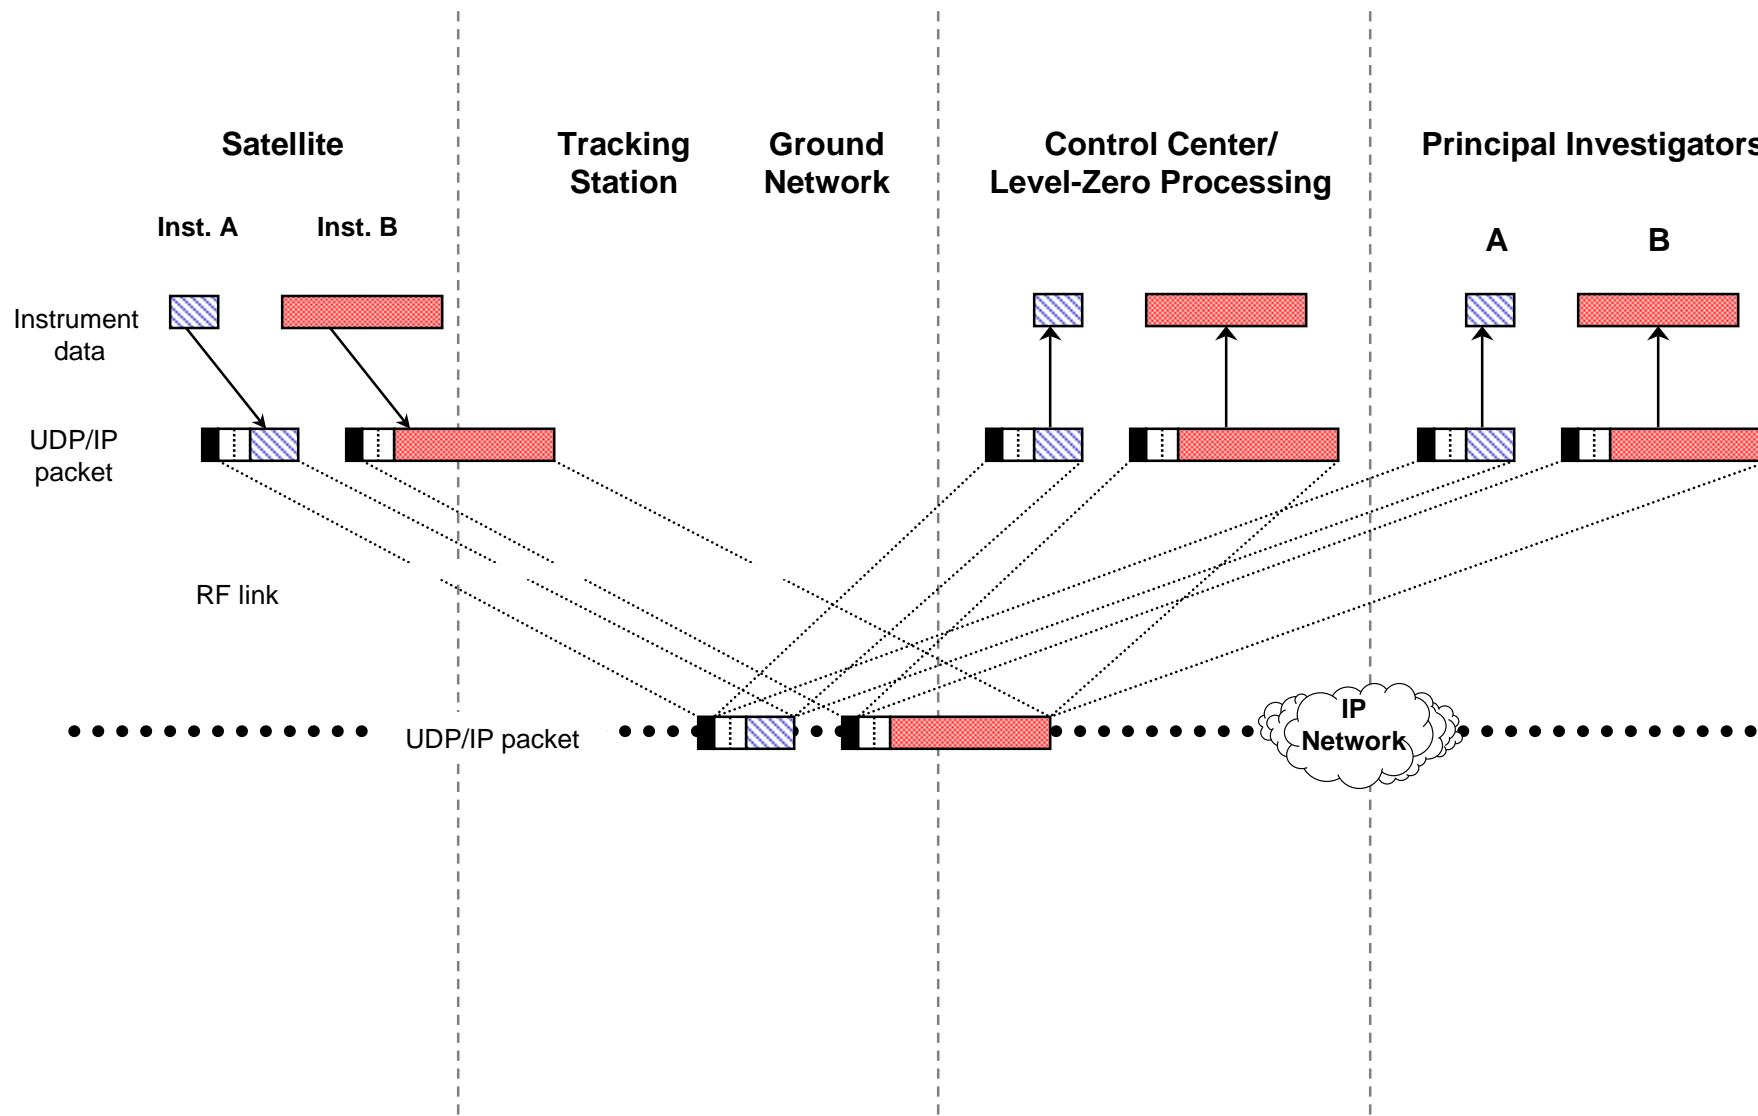 Satellite
Tracking
Station
Ground
Network
Control Center/
Level-Zero Processing
Principal Investigators
Inst. A
Inst. B
A
B
Instrument
data
UDP/IP
packet
RF link
UDP/IP packet
IP
Network